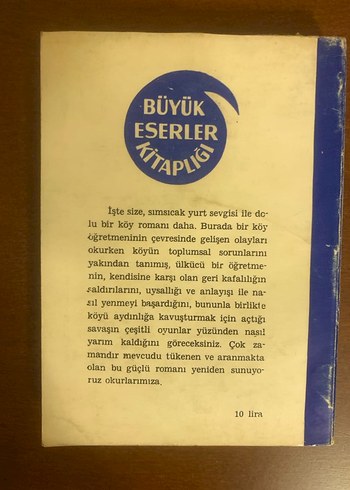 BÜYÜK
ESERLER
KİTAPLIĞI
İşte size, sımsıcak yurt sevgisi ile do-
lu bir köy romanı daha. Burada bir köy
öğretmeninin çevresinde gelişen olayları
okurken köyün toplumsal sorunlarını
yakından tanımış, ülkücü bir öğretme-
nin, kendisine karşı olan geri kafalılığın
saldırılarını, uysallığı ve anlayışı ile na-
sıl yenmeyi başardığını, bununla birlikte
köyü aydınlığa kavuşturmak için açtığı
savaşın çeşitli oyunlar yüzünden nasıl
yarım kaldığını göreceksiniz. Çok za-
mandır mevcudu tükenen ve aranmakta
olan bu güçlü romanı yeniden sunuyo-
ruz okurlarımıza.
10 lira